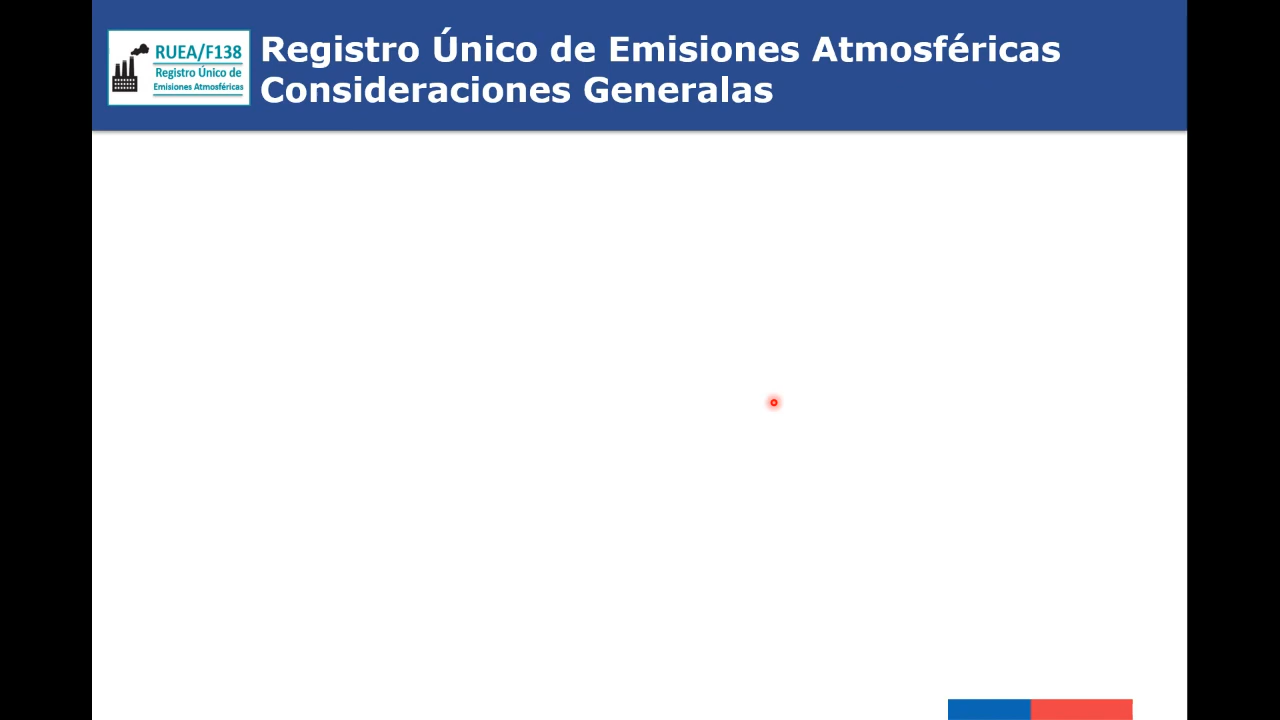 RUEA/F138
Registro Único de
Emisiones Atmosféricas
Registro Único de Emisiones Atmosféricas
Consideraciones Generalas